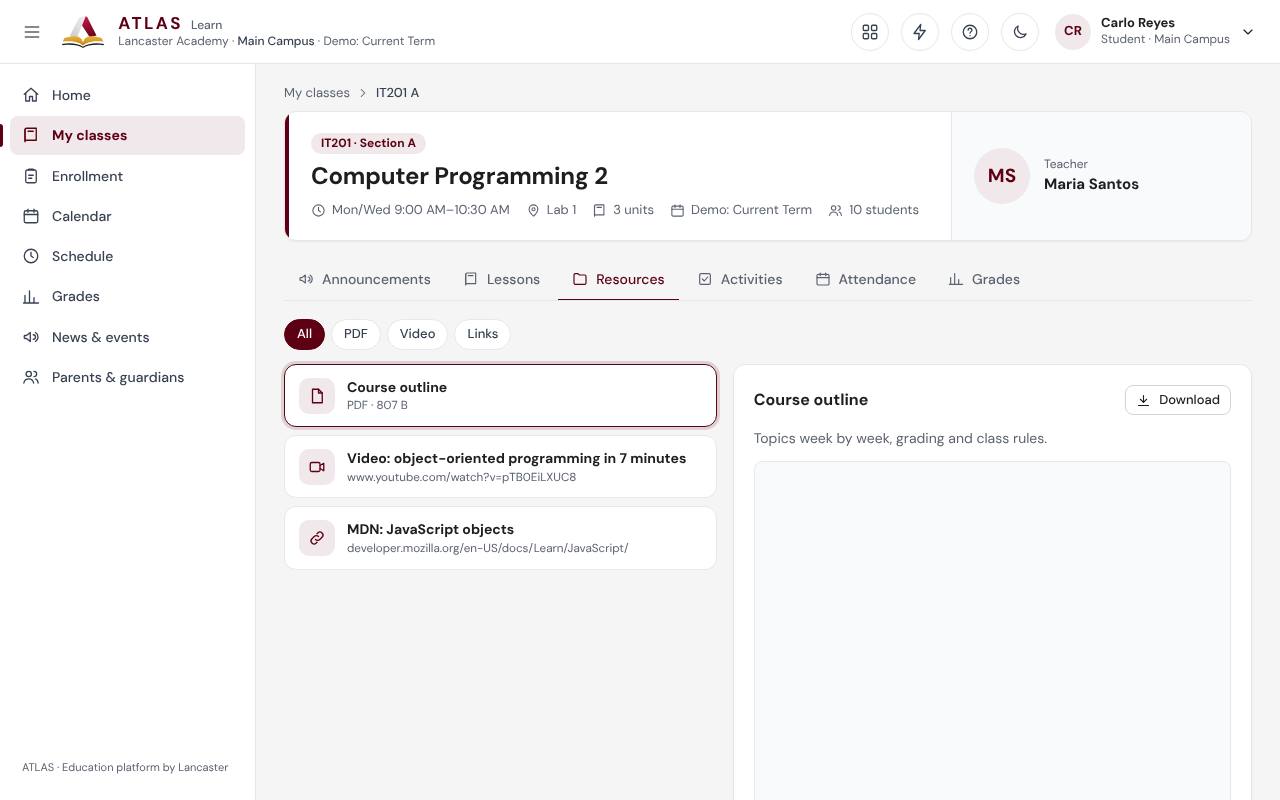 ATLAS Learn
Lancaster Academy · Main Campus · Demo: Current Term
CR
Carlo Reyes
Student · Main Campus
Home
My classes
Enrollment
Calendar
Schedule
Grades
News & events
Parents & guardians
ATLAS · Education platform by Lancaster
My classes > IT201 A
IT201 · Section A
Computer Programming 2
Mon/Wed 9:00 AM–10:30 AM Lab 1 3 units Demo: Current Term 10 students
MS
Teacher
Maria Santos
Announcements Lessons Resources Activities Attendance Grades
All PDF Video Links
Course outline
PDF · 807 B
Video: object-oriented programming in 7 minutes
www.youtube.com/watch?v=pTB0EiLXUC8
MDN: JavaScript objects
developer.mozilla.org/en-US/docs/Learn/JavaScript/
Course outline
Download
Topics week by week, grading and class rules.